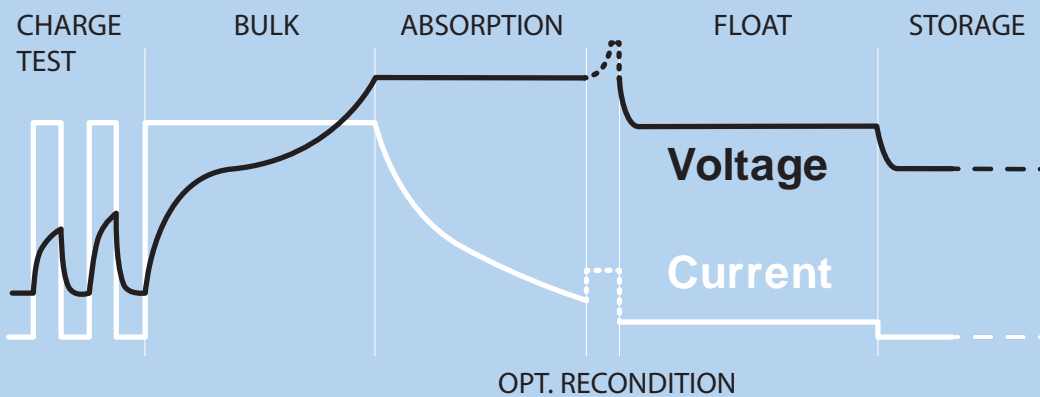 CHARGE
TEST
BULK
ABSORPTION
FLOAT
STORAGE
Voltage
Current
OPT. RECONDITION